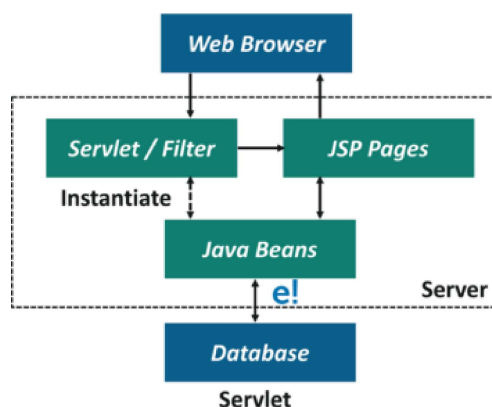 Web Browser
Servlet / Filter
JSP Pages
Instantiate
Java Beans
e!
Server
Database
Servlet